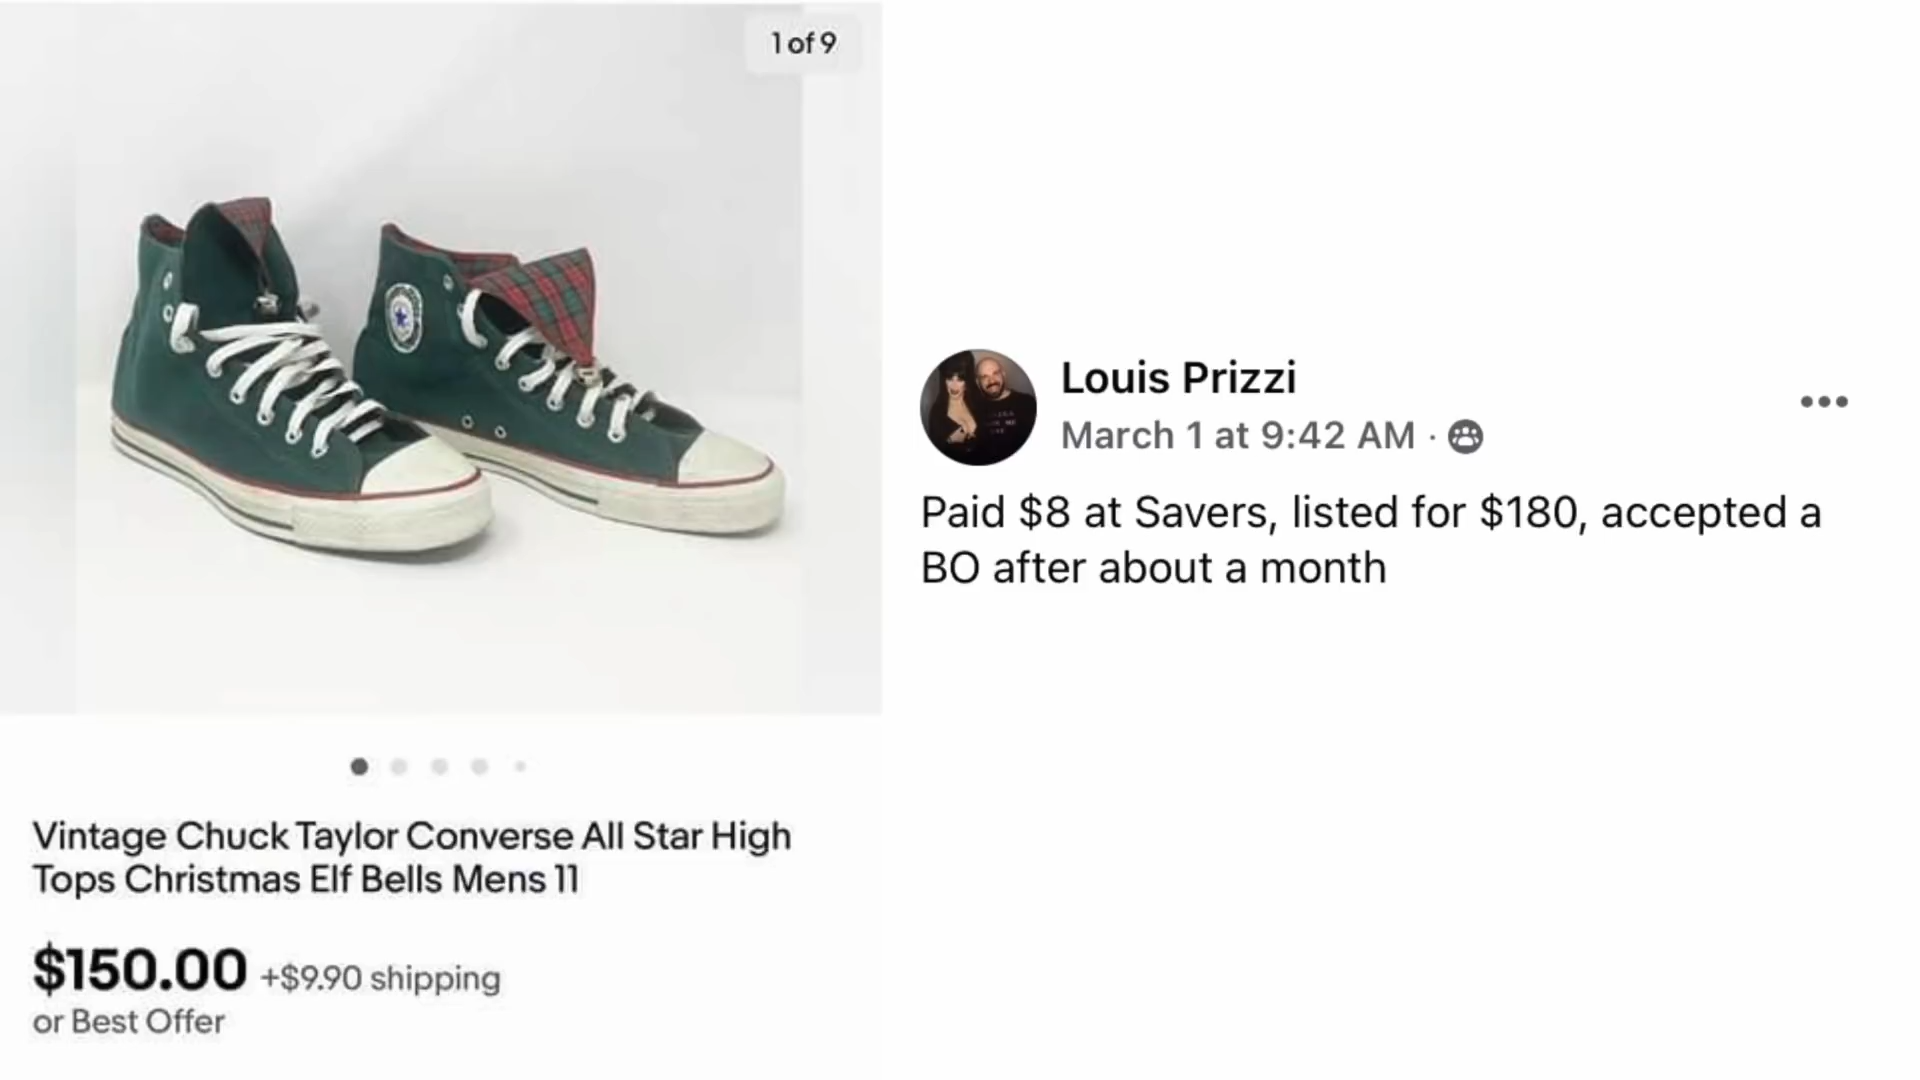 1 of 9
Vintage Chuck Taylor Converse All Star High
Tops Christmas Elf Bells Mens 11
$150.00 +$9.90 shipping
or Best Offer
Louis Prizzi
March 1 at 9:42 AM ·
Paid $8 at Savers, listed for $180, accepted a
BO after about a month